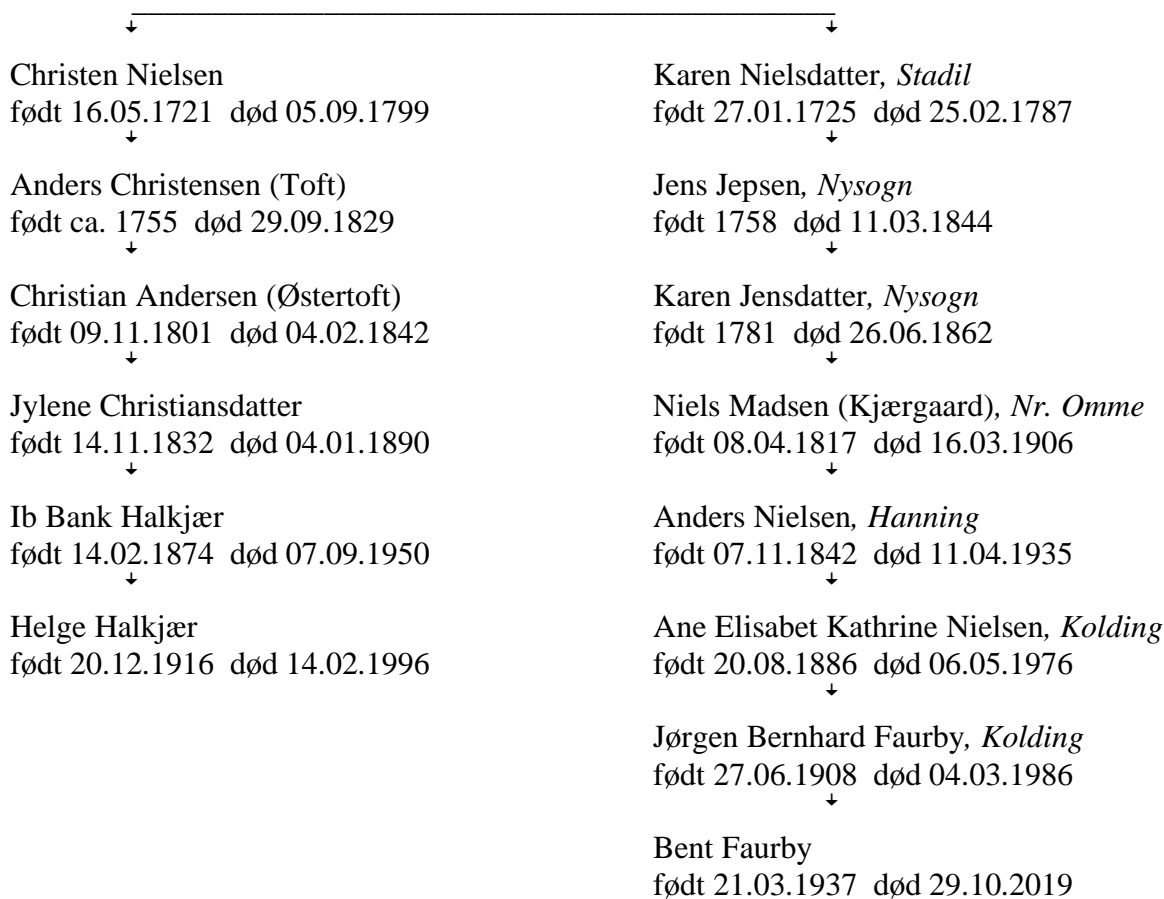 Christen Nielsen
født 16.05.1721 død 05.09.1799
Anders Christensen (Toft)
født ca. 1755 død 29.09.1829
Christian Andersen (Østertoft)
født 09.11.1801 død 04.02.1842
Jylene Christiansdatter
født 14.11.1832 død 04.01.1890
Ib Bank Halkjær
født 14.02.1874 død 07.09.1950
Helge Halkjær
født 20.12.1916 død 14.02.1996
Karen Nielsdatter, Stadil
født 27.01.1725 død 25.02.1787
Jens Jepsen, Nysogn
født 1758 død 11.03.1844
Karen Jensdatter, Nysogn
født 1781 død 26.06.1862
Niels Madsen (Kjærgaard), Nr. Omme
født 08.04.1817 død 16.03.1906
Anders Nielsen, Hanning
født 07.11.1842 død 11.04.1935
Ane Elisabet Kathrine Nielsen, Kolding
født 20.08.1886 død 06.05.1976
Jørgen Bernhard Faurby, Kolding
født 27.06.1908 død 04.03.1986
Bent Faurby
født 21.03.1937 død 29.10.2019